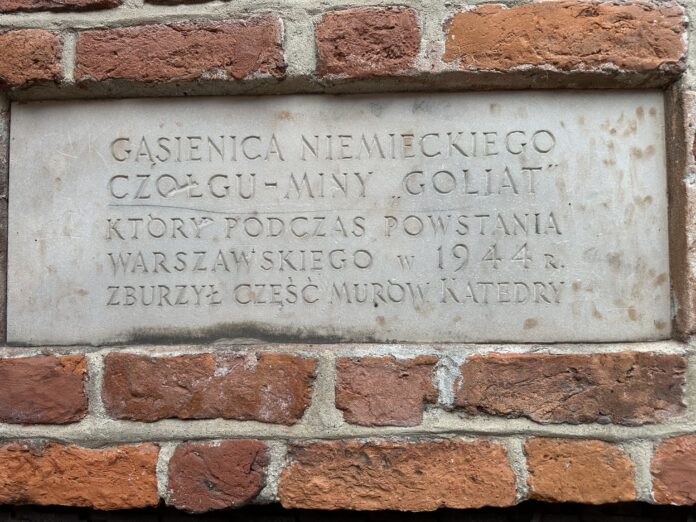 GĄSIENICA NIEMIECKIEGO
CZOŁGU-MINY „GOLIAT"
KTÓRY PODCZAS POWSTANIA
WARSZAWSKIEGO W 1944 R.
ZBURZYŁ CZĘŚĆ MURÓW KATEDRY